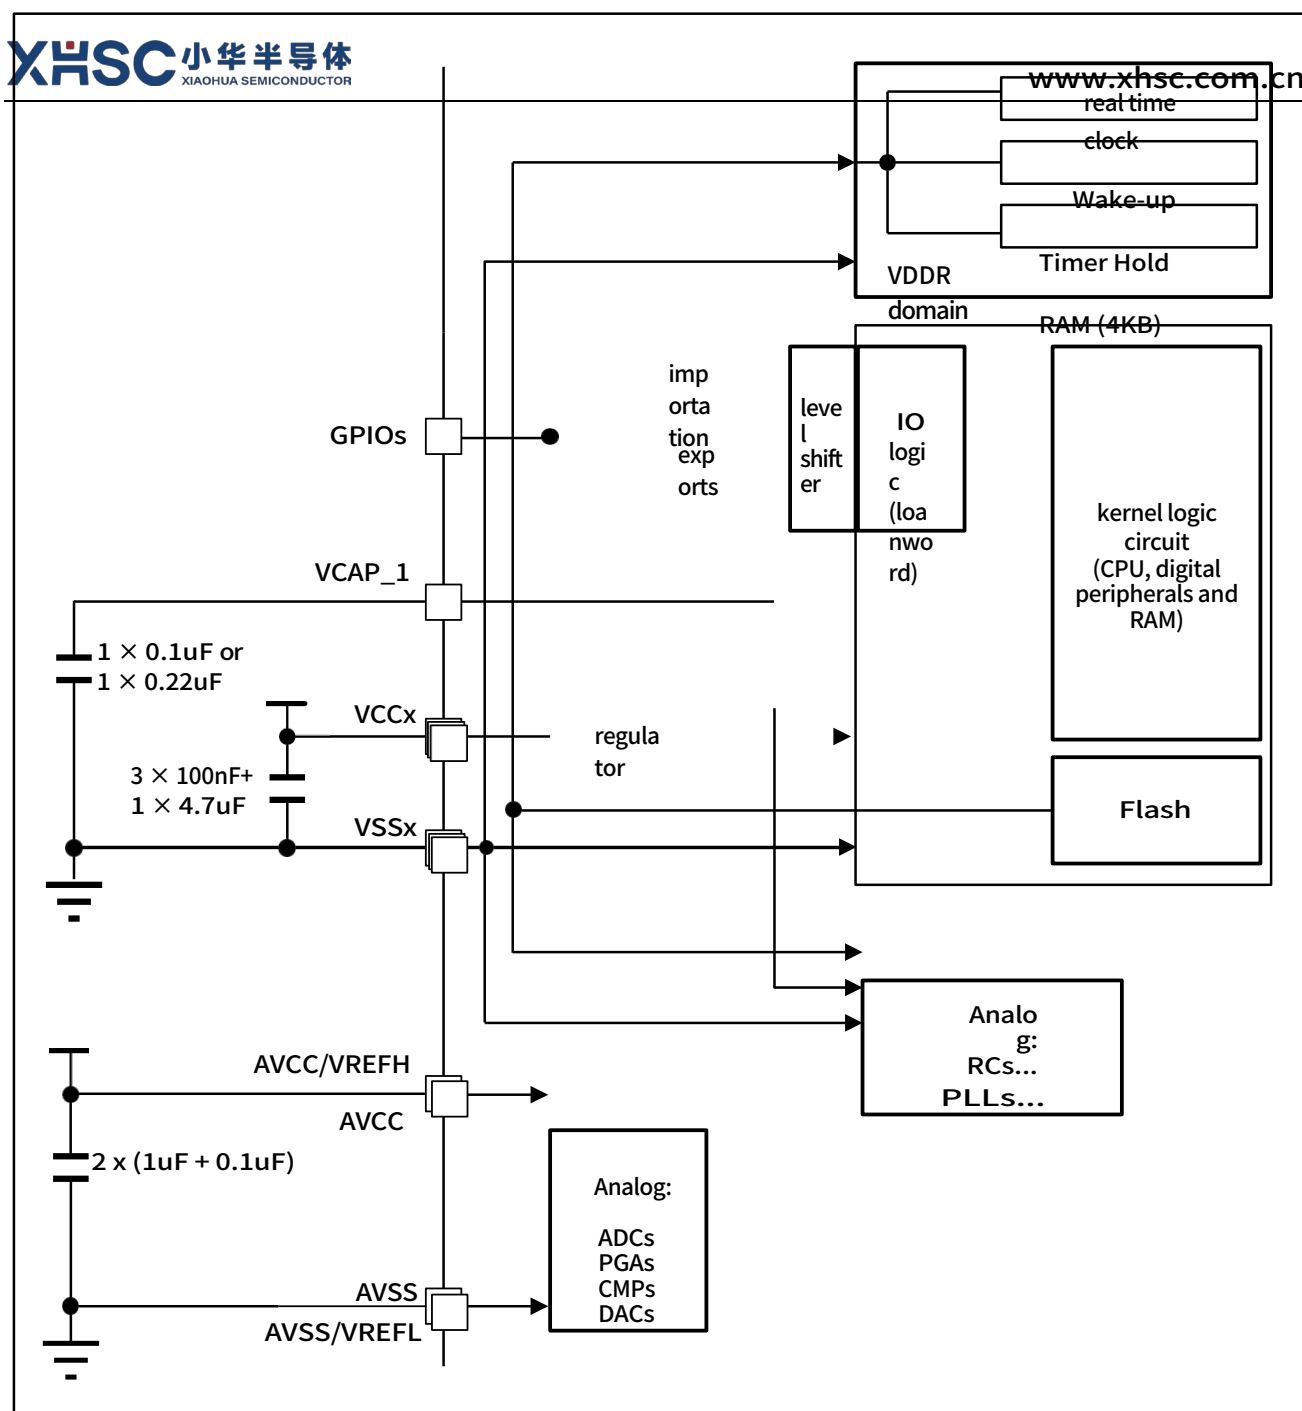 XHSC 小华半导体
XIAOHUA SEMICONDUCTOR
www.xhsc.com.cn
real time
clock
Wake-up
Timer Hold
VDDR
domain
RAM (4KB)
imp
orta
tion
exp
orts
leve
l
shift
er
IO
logi
c
(loa
nwo
rd)
GPIOs
kernel logic
circuit
(CPU, digital
peripherals and
RAM)
VCAP_1
1 × 0.1uF or
1 × 0.22uF
VCCx
regula
tor
3 × 100nF+
1 × 4.7uF
Flash
VSSx
Analo
g:
RCs...
PLLs...
AVCC/VREFH
AVCC
2 x (1uF + 0.1uF)
Analog:
ADCs
PGAs
CMPs
DACs
AVSS
AVSS/VREFL